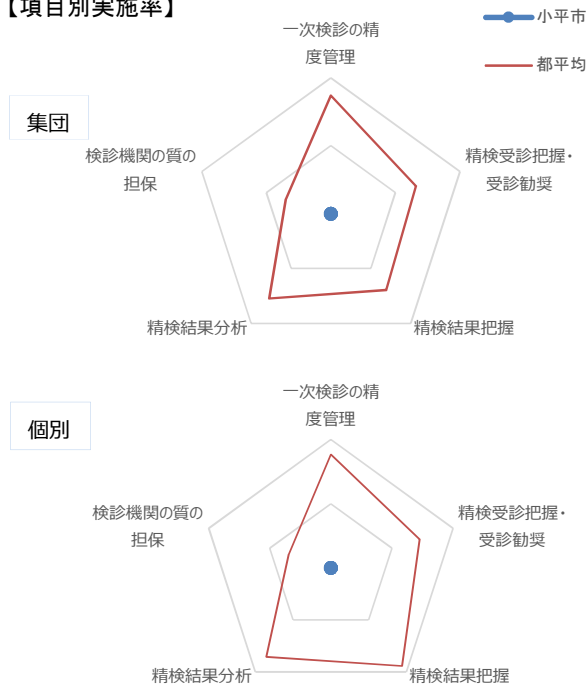 【項目別実施率】
小平市
都平均
集団
一次検診の精
度管理
精検受診把握・
受診勧奨
精検結果把握
精検結果分析
検診機関の質の
担保
個別
一次検診の精
度管理
精検受診把握・
受診勧奨
精検結果把握
精検結果分析
検診機関の質の
担保